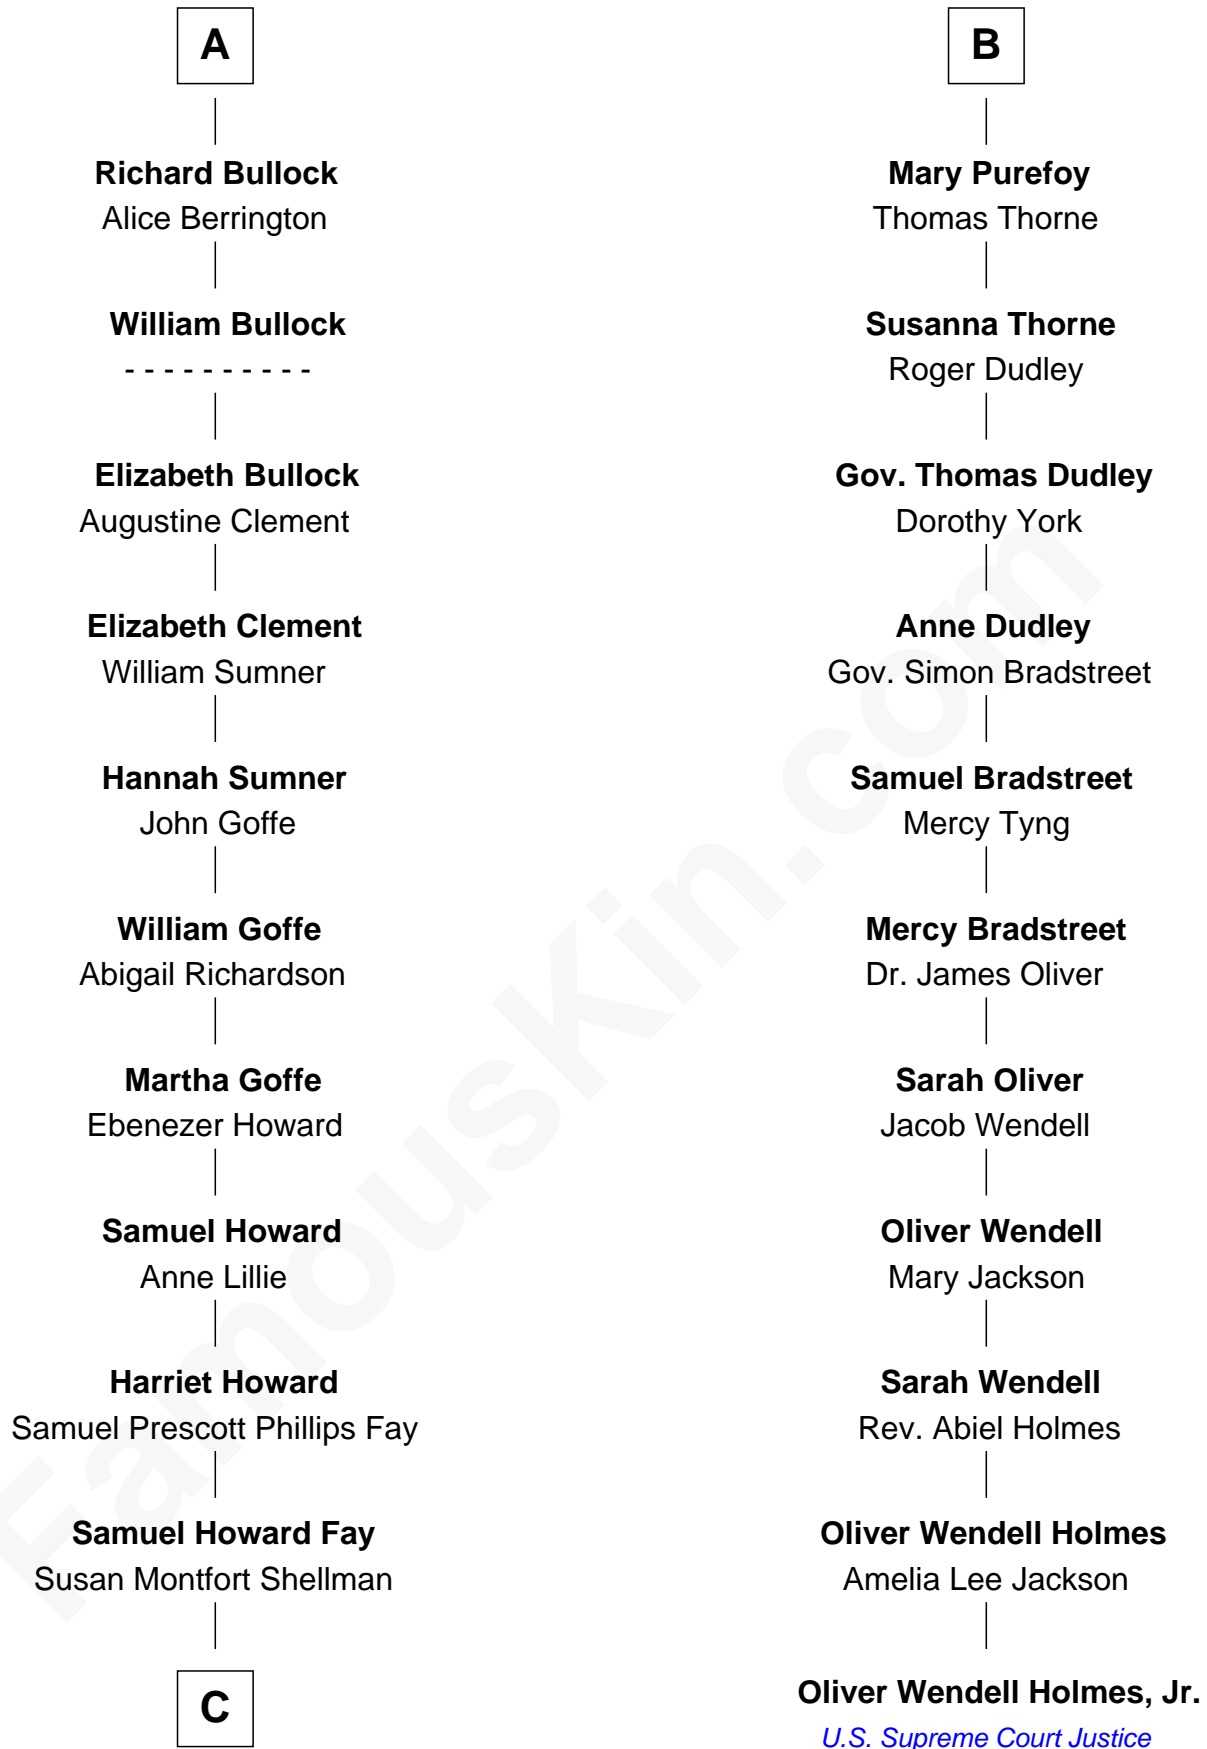 A
Richard Bullock
Alice Berrington
William Bullock
- - - - - - - - - -
Elizabeth Bullock
Augustine Clement
Elizabeth Clement
William Sumner
Hannah Sumner
John Goffe
William Goffe
Abigail Richardson
Martha Goffe
Ebenezer Howard
Samuel Howard
Anne Lillie
Harriet Howard
Samuel Prescott Phillips Fay
Samuel Howard Fay
Susan Montfort Shellman
C
B
Mary Purefoy
Thomas Thorne
Susanna Thorne
Roger Dudley
Gov. Thomas Dudley
Dorothy York
Anne Dudley
Gov. Simon Bradstreet
Samuel Bradstreet
Mercy Tyng
Mercy Bradstreet
Dr. James Oliver
Sarah Oliver
Jacob Wendell
Oliver Wendell
Mary Jackson
Sarah Wendell
Rev. Abiel Holmes
Oliver Wendell Holmes
Amelia Lee Jackson
Oliver Wendell Holmes, Jr.
U.S. Supreme Court Justice
FamousKin.com